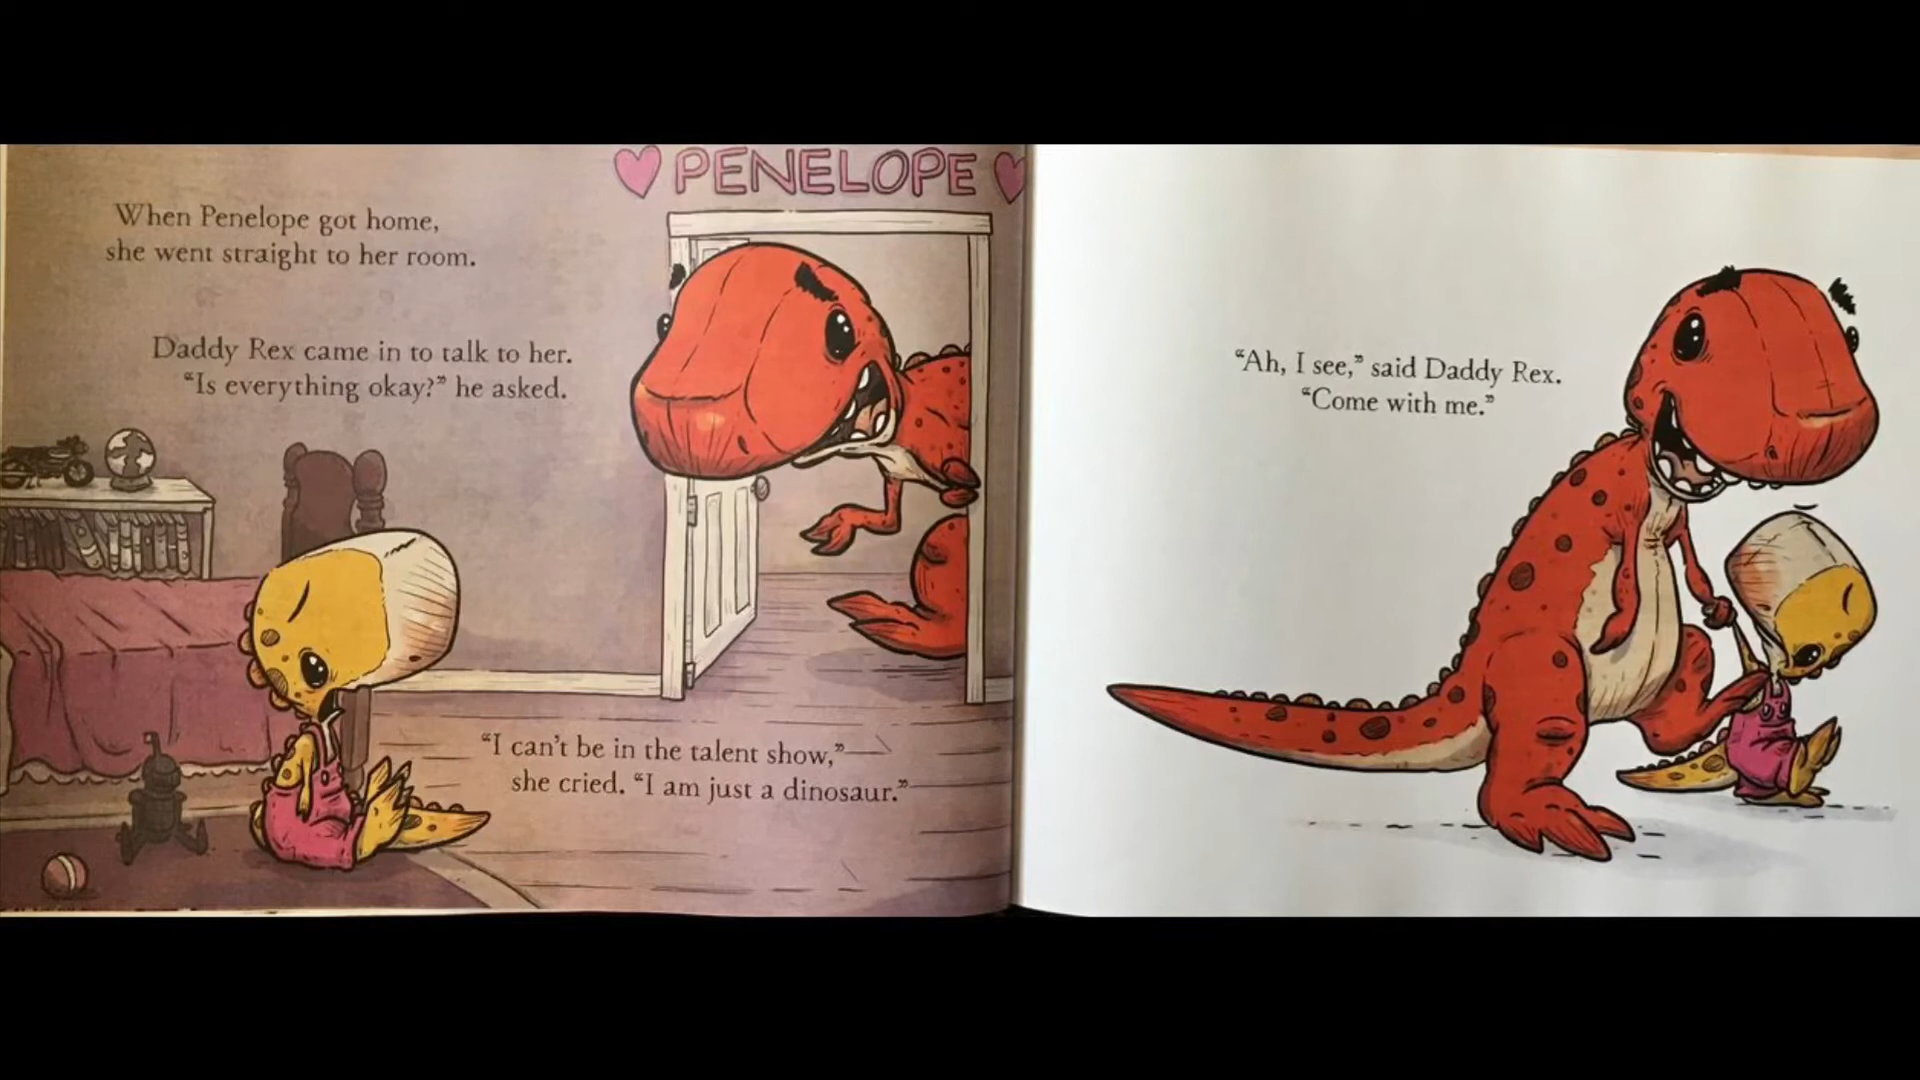 PENELOPE
When Penelope got home,
she went straight to her room.
Daddy Rex came in to talk to her.
“Is everything okay?” he asked.
“I can’t be in the talent show,”
she cried. “I am just a dinosaur.”
“Ah, I see,” said Daddy Rex.
“Come with me.”